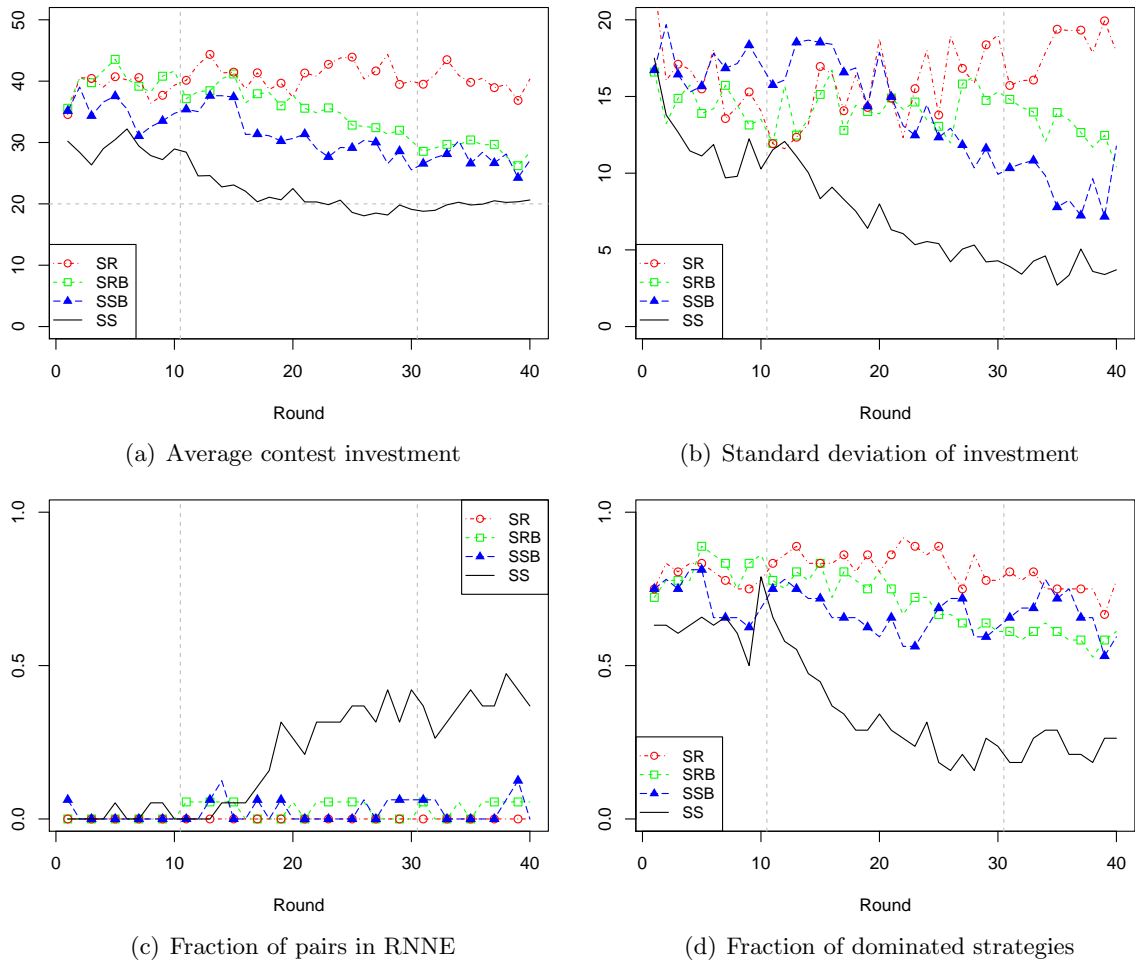 50
40
30
20
10
0
SR
SRB
SSB
SS
0 10 20 30 40
Round
(a) Average contest investment
20
15
10
5
0
SR
SRB
SSB
SS
0 10 20 30 40
Round
(b) Standard deviation of investment
1.0
0.5
0.0
SR
SRB
SSB
SS
0 10 20 30 40
Round
(c) Fraction of pairs in RNNE
1.0
0.5
0.0
SR
SRB
SSB
SS
0 10 20 30 40
Round
(d) Fraction of dominated strategies